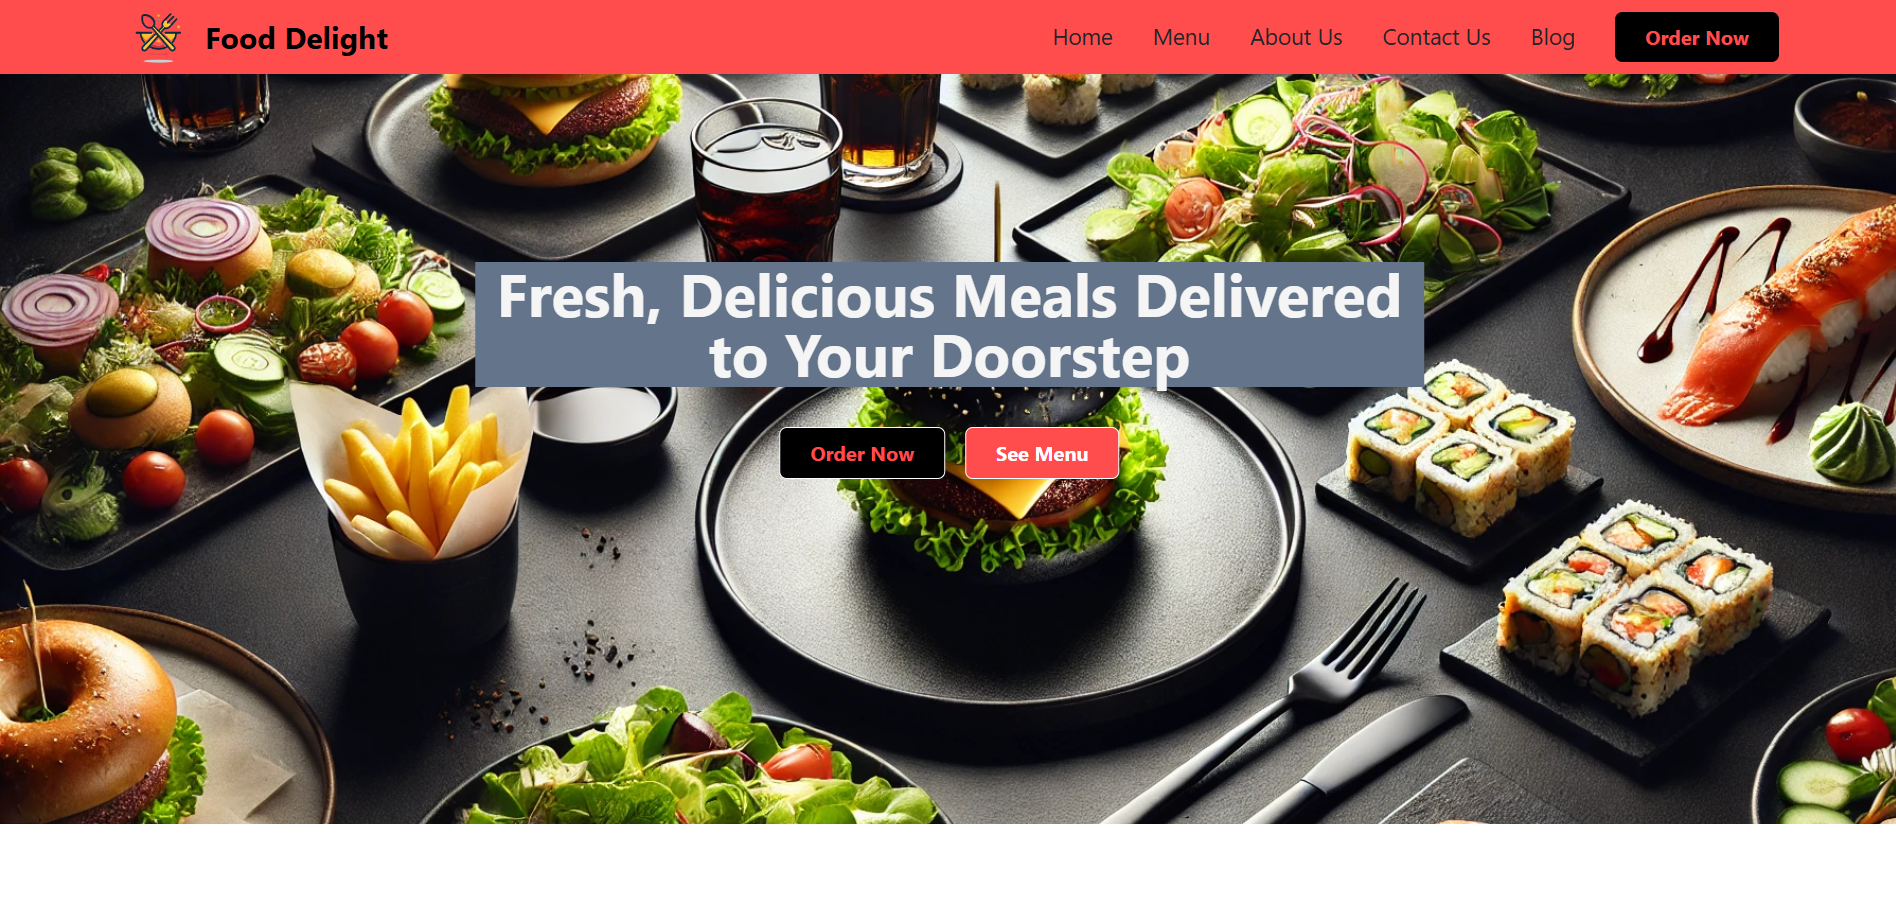 Food Delight
Home
Menu
About Us
Contact Us
Blog
Order Now
Fresh, Delicious Meals Delivered
to Your Doorstep
Order Now
See Menu